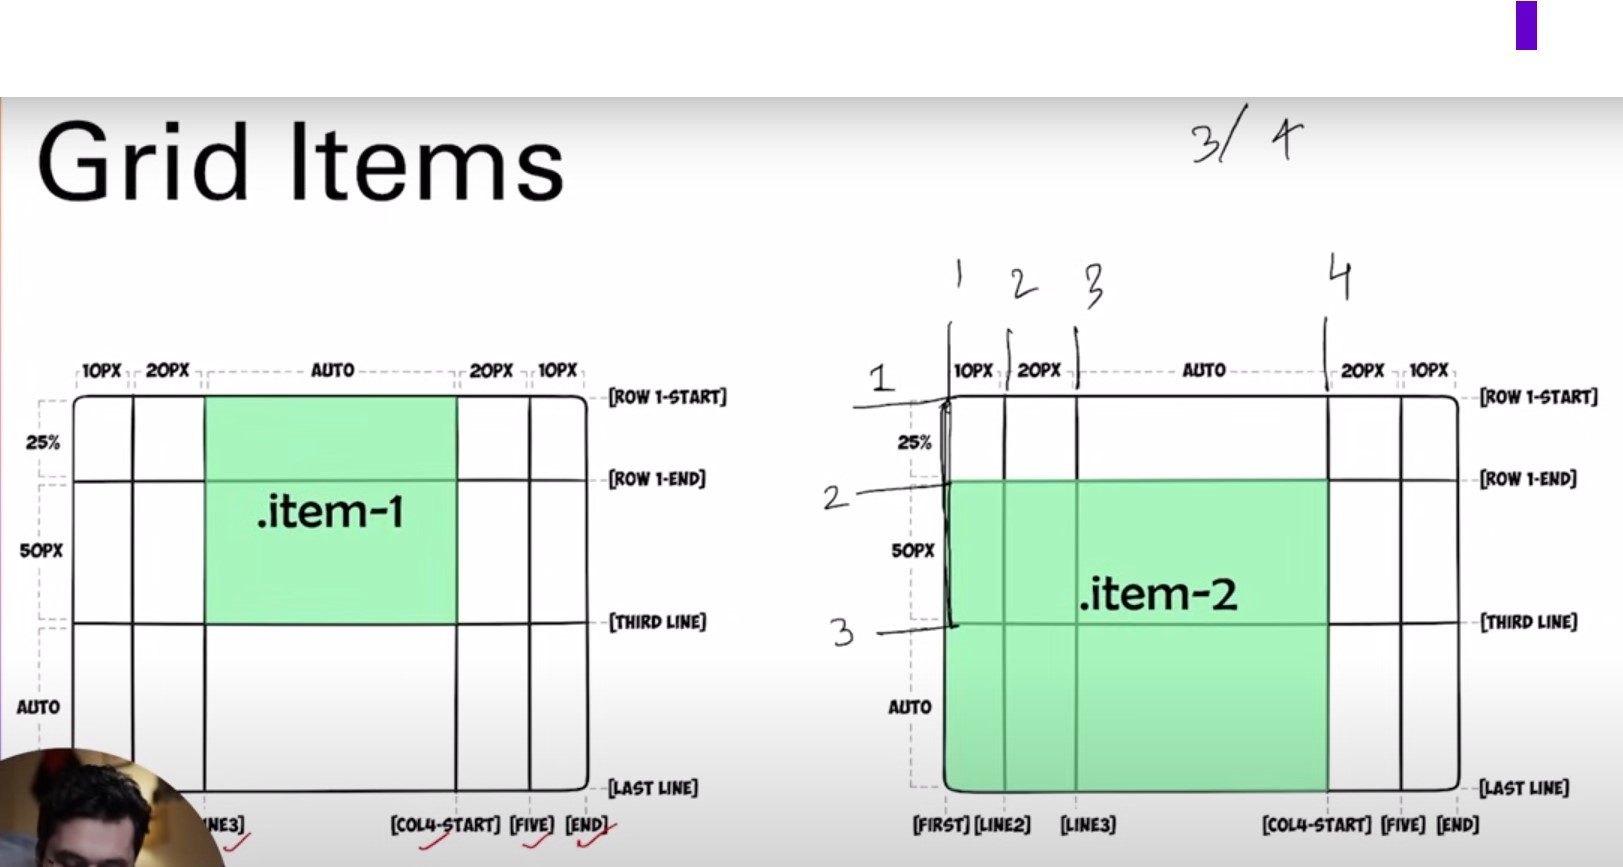 Grid Items
3/ 4
1 2 3 4
10PX 20PX AUTO 20PX 10PX
[ROW 1-START]
25%
[ROW 1-END]
.item-1
50PX
[THIRD LINE]
AUTO
[LAST LINE]
NE3] [COL4-START] [FIVE] [END]
10PX 20PX AUTO 20PX 10PX
1
[ROW 1-START]
25%
[ROW 1-END]
2
50PX
.item-2
3
[THIRD LINE]
AUTO
[LAST LINE]
[FIRST] [LINE2] [LINE3] [COL4-START] [FIVE] [END]